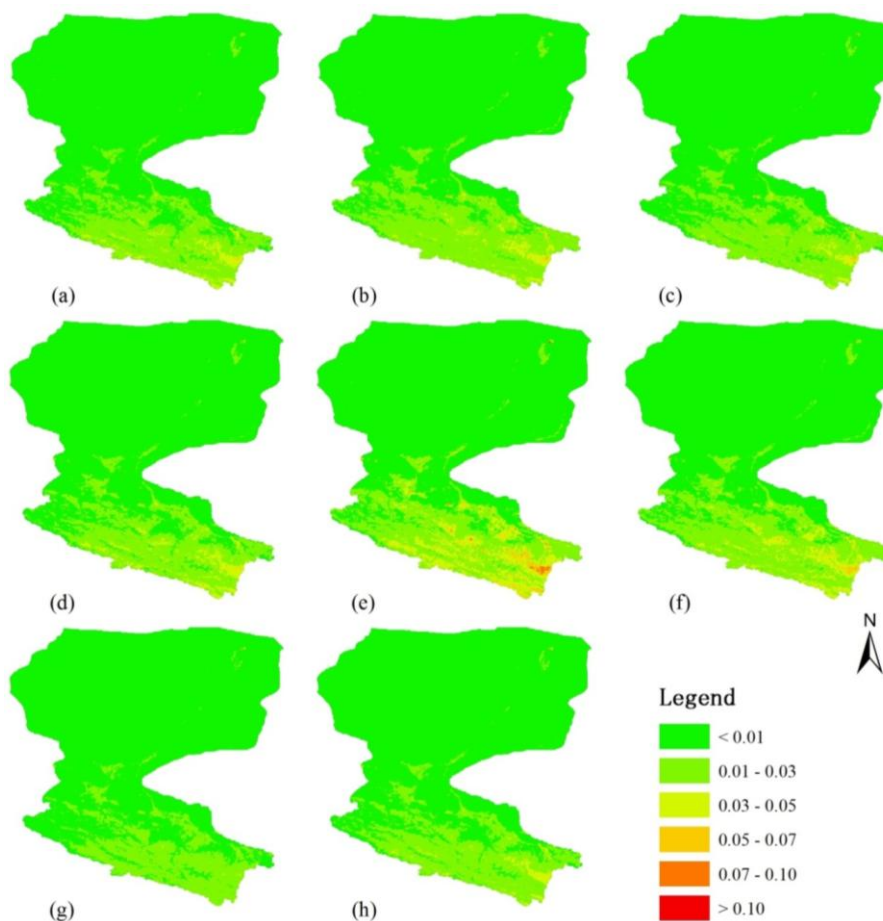 (a)
(b)
(c)
(d)
(e)
(f)
N
Legend
< 0.01
0.01 - 0.03
0.03 - 0.05
0.05 - 0.07
0.07 - 0.10
> 0.10
(g)
(h)